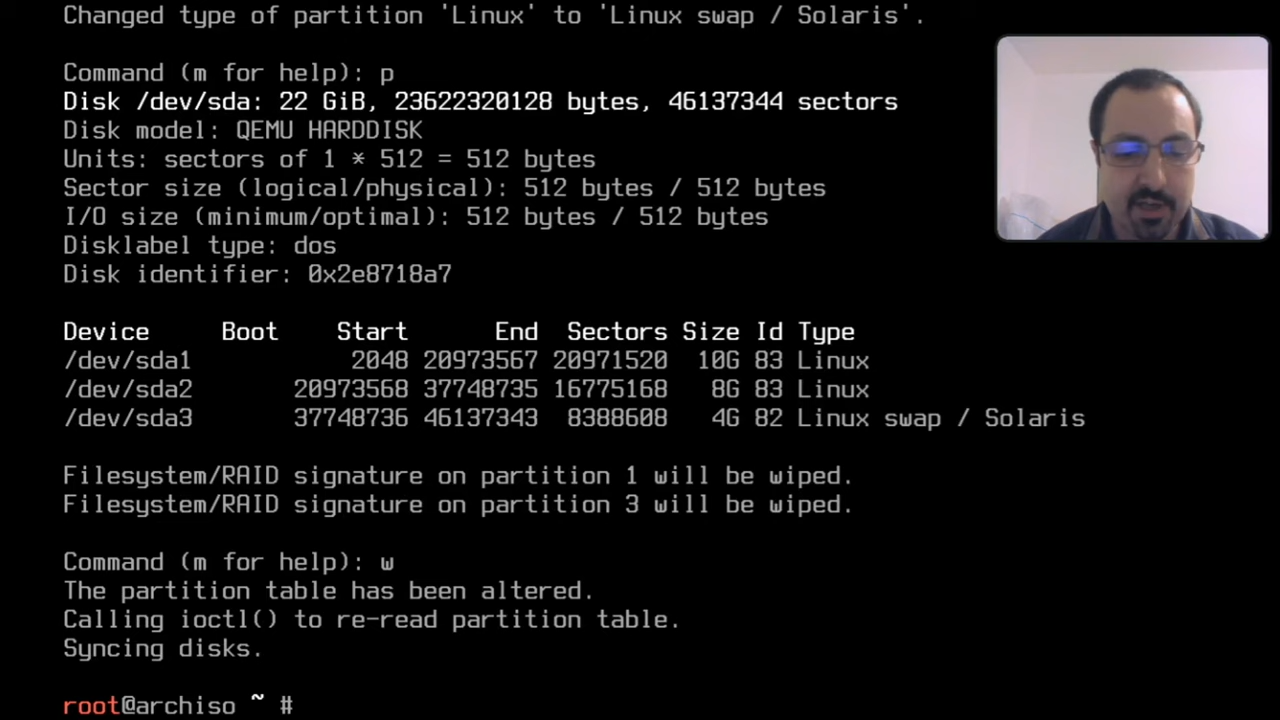 Changed type of partition 'Linux' to 'Linux swap / Solaris'.
Command (m for help): p
Disk /dev/sda: 22 GiB, 23622320128 bytes, 46137344 sectors
Disk model: QEMU HARDDISK
Units: sectors of 1 * 512 = 512 bytes
Sector size (logical/physical): 512 bytes / 512 bytes
I/O size (minimum/optimal): 512 bytes / 512 bytes
Disklabel type: dos
Disk identifier: 0x2e8718a7
Device     Boot    Start      End  Sectors Size Id Type
/dev/sda1           2048 20973567 20971520  10G 83 Linux
/dev/sda2       20973568 37748735 16775168   8G 83 Linux
/dev/sda3       37748736 46137343  8388608   4G 82 Linux swap / Solaris
Filesystem/RAID signature on partition 1 will be wiped.
Filesystem/RAID signature on partition 3 will be wiped.
Command (m for help): w
The partition table has been altered.
Calling ioctl() to re-read partition table.
Syncing disks.
root@archiso ~ #